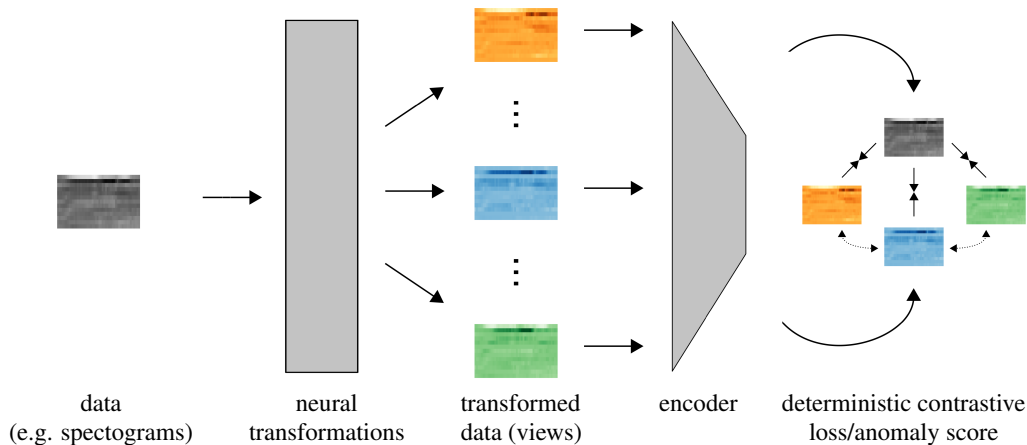 data
(e.g. spectograms)
neural
transformations
transformed
data (views)
encoder
deterministic contrastive
loss/anomaly score